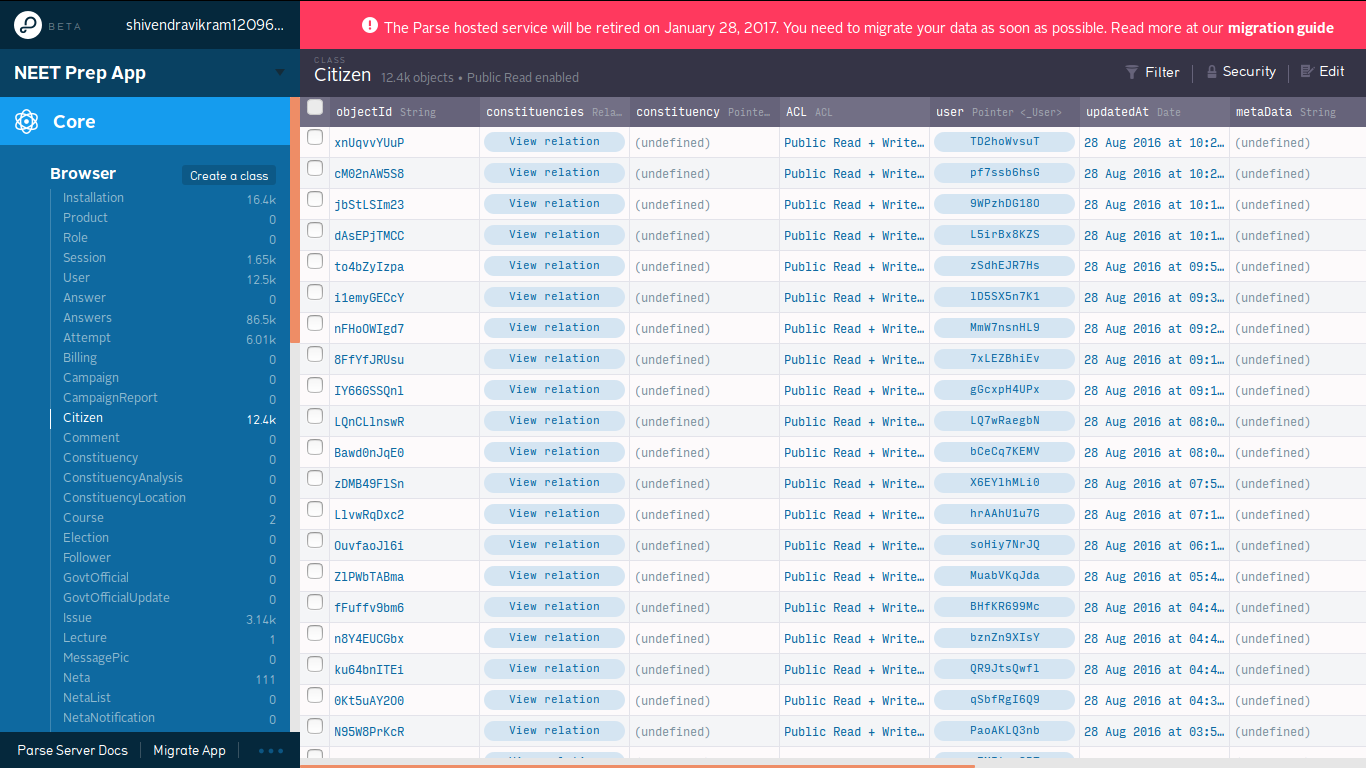 BETA shivendravikram12096...
The Parse hosted service will be retired on January 28, 2017. You need to migrate your data as soon as possible. Read more at our migration guide
NEET Prep App
CLASS
Citizen 12.4k objects • Public Read enabled
Filter Security Edit
Core
Browser Create a class
Installation 16.4k
Product 0
Role 0
Session 1.65k
User 12.5k
Answer 0
Answers 86.5k
Attempt 6.01k
Billing 0
Campaign 0
CampaignReport 0
Citizen 12.4k
Comment 0
Constituency 0
ConstituencyAnalysis 0
ConstituencyLocation 0
Course 2
Election 0
Follower 0
GovtOfficial 0
GovtOfficialUpdate 0
Issue 3.14k
Lecture 1
MessagePic 0
Neta 111
NetaList 0
NetaNotification 0
Parse Server Docs Migrate App
objectId String constituencies Rela… constituency Pointe… ACL ACL user Pointer <_User> updatedAt Date metaData String
xnUqvvYUuP View relation (undefined) Public Read + Write… TD2hoWvsuT 28 Aug 2016 at 10:2… (undefined)
cM02nAW5S8 View relation (undefined) Public Read + Write… pf7ssb6hsG 28 Aug 2016 at 10:2… (undefined)
jbStLSIm23 View relation (undefined) Public Read + Write… 9WPzhDG18O 28 Aug 2016 at 10:1… (undefined)
dAsEPjTMCC View relation (undefined) Public Read + Write… L5irBx8KZS 28 Aug 2016 at 10:1… (undefined)
to4bZyIzpa View relation (undefined) Public Read + Write… zSdhEJR7Hs 28 Aug 2016 at 09:5… (undefined)
i1emyGECcY View relation (undefined) Public Read + Write… lD5SX5n7K1 28 Aug 2016 at 09:3… (undefined)
nFHoOWIgd7 View relation (undefined) Public Read + Write… MmW7nsnHL9 28 Aug 2016 at 09:2… (undefined)
8FfYfJRUsu View relation (undefined) Public Read + Write… 7xLEZBhiEv 28 Aug 2016 at 09:1… (undefined)
IY66GSSQnl View relation (undefined) Public Read + Write… gGcxpH4UPx 28 Aug 2016 at 09:1… (undefined)
LQnCLlnswR View relation (undefined) Public Read + Write… LQ7wRaegbN 28 Aug 2016 at 08:0… (undefined)
Bawd0nJqE0 View relation (undefined) Public Read + Write… bCeCq7KEMV 28 Aug 2016 at 08:0… (undefined)
zDMB49FlSn View relation (undefined) Public Read + Write… X6EYlhMLi0 28 Aug 2016 at 07:5… (undefined)
LlvwRqDxc2 View relation (undefined) Public Read + Write… hrAAhU1u7G 28 Aug 2016 at 07:1… (undefined)
OuvfaoJl6i View relation (undefined) Public Read + Write… soHiy7NrJQ 28 Aug 2016 at 06:1… (undefined)
ZlPWbTABma View relation (undefined) Public Read + Write… MuabVKqJda 28 Aug 2016 at 05:4… (undefined)
fFuffv9bm6 View relation (undefined) Public Read + Write… BHfKR699Mc 28 Aug 2016 at 04:4… (undefined)
n8Y4EUCGbx View relation (undefined) Public Read + Write… bznZn9XIsY 28 Aug 2016 at 04:4… (undefined)
ku64bnITEi View relation (undefined) Public Read + Write… QR9JtsQwfl 28 Aug 2016 at 04:4… (undefined)
0Kt5uAY2O0 View relation (undefined) Public Read + Write… qSbfRgI6Q9 28 Aug 2016 at 04:3… (undefined)
N95W8PrKcR View relation (undefined) Public Read + Write… PaoAKLQ3nb 28 Aug 2016 at 03:5… (undefined)